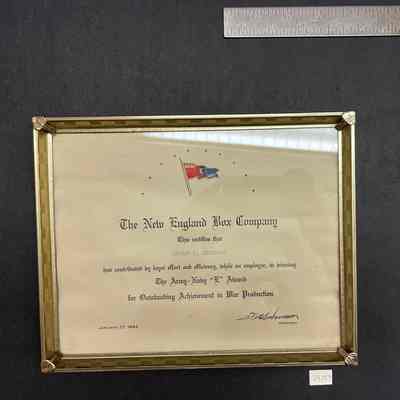 The New England Box Company
This certifies that
has contributed by loyal effort and efficiency, while an employee, in winning
The Army-Navy "E" Award
for Outstanding Achievement in War Production